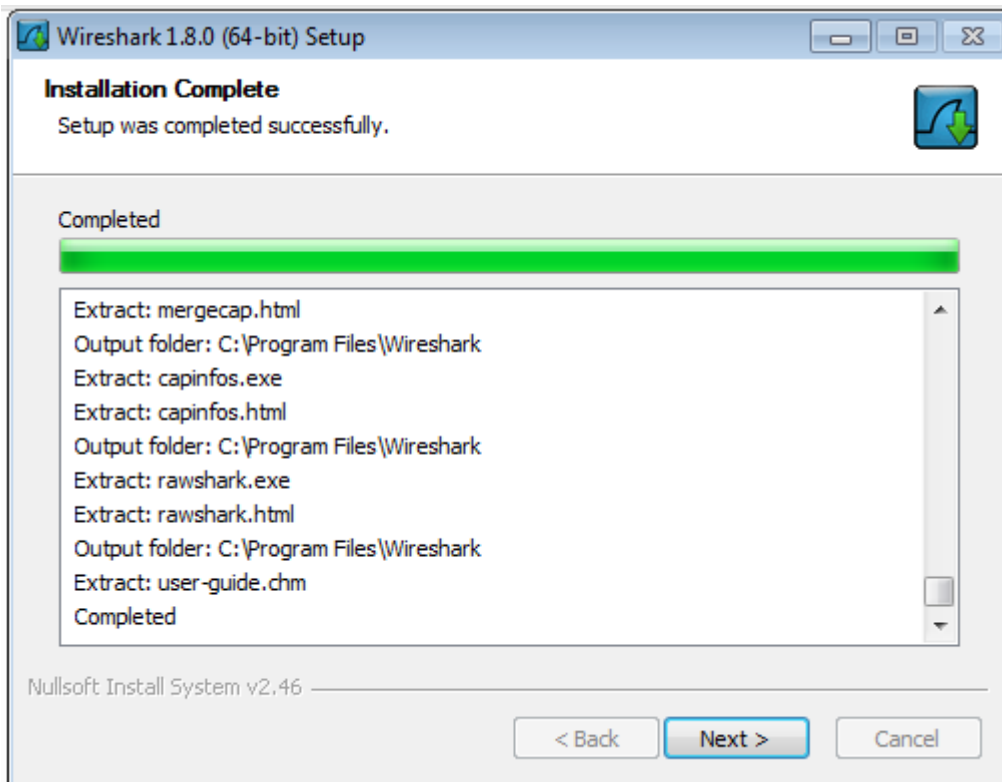 Wireshark 1.8.0 (64-bit) Setup
Installation Complete
Setup was completed successfully.
Completed
Extract: mergecap.html
Output folder: C:\Program Files\Wireshark
Extract: capinfos.exe
Extract: capinfos.html
Output folder: C:\Program Files\Wireshark
Extract: rawshark.exe
Extract: rawshark.html
Output folder: C:\Program Files\Wireshark
Extract: user-guide.chm
Completed
Nullsoft Install System v2.46
< Back Next > Cancel